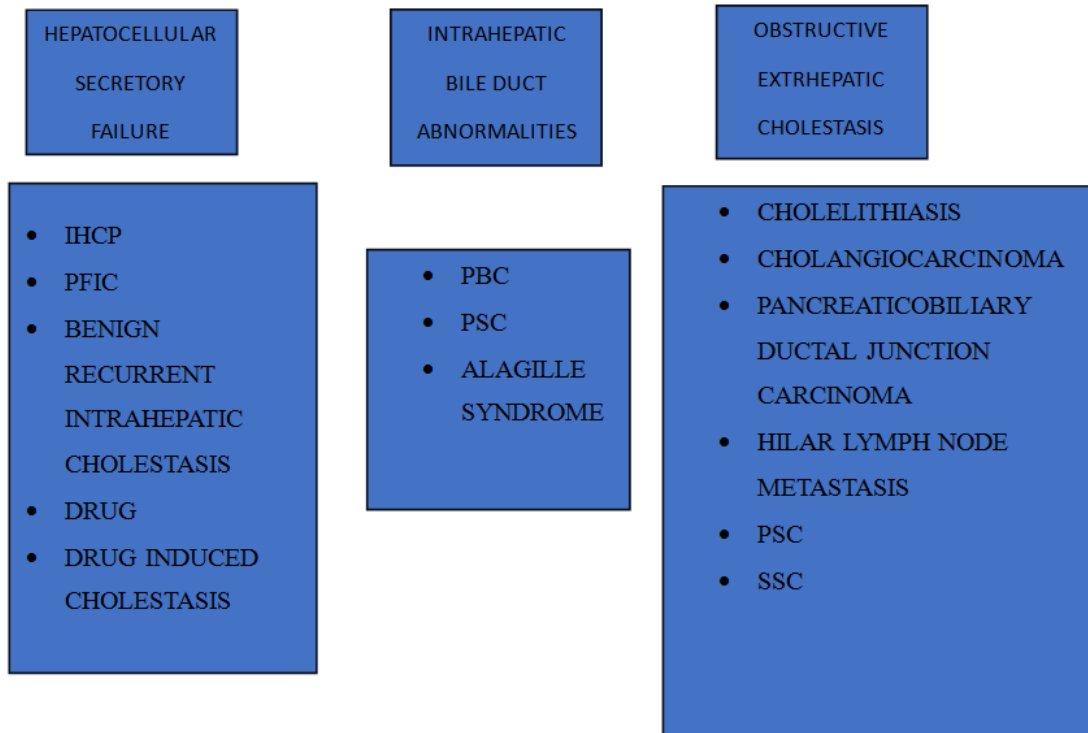 HEPATOCELLULAR
SECRETORY
FAILURE
• IHCP
• PFIC
• BENIGN
RECURRENT
INTRAHEPATIC
CHOLESTASIS
• DRUG
• DRUG INDUCED
CHOLESTASIS
INTRAHEPATIC
BILE DUCT
ABNORMALITIES
• PBC
• PSC
• ALAGILLE
SYNDROME
OBSTRUCTIVE
EXTRHEPATIC
CHOLESTASIS
• CHOLELITHIASIS
• CHOLANGIOCARCINOMA
• PANCREATICOBILIARY
DUCTAL JUNCTION
CARCINOMA
• HILAR LYMPH NODE
METASTASIS
• PSC
• SSC